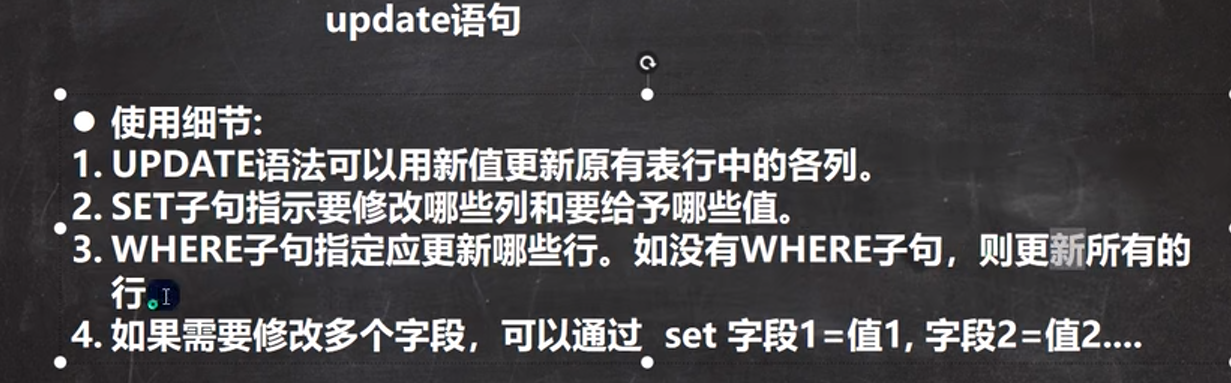 update语句
● 使用细节:
1. UPDATE语法可以用新值更新原有表行中的各列。
2. SET子句指示要修改哪些列和要给予哪些值。
3. WHERE子句指定应更新哪些行。如没有WHERE子句，则更新所有的
行。
4. 如果需要修改多个字段，可以通过 set 字段1=值1, 字段2=值2....